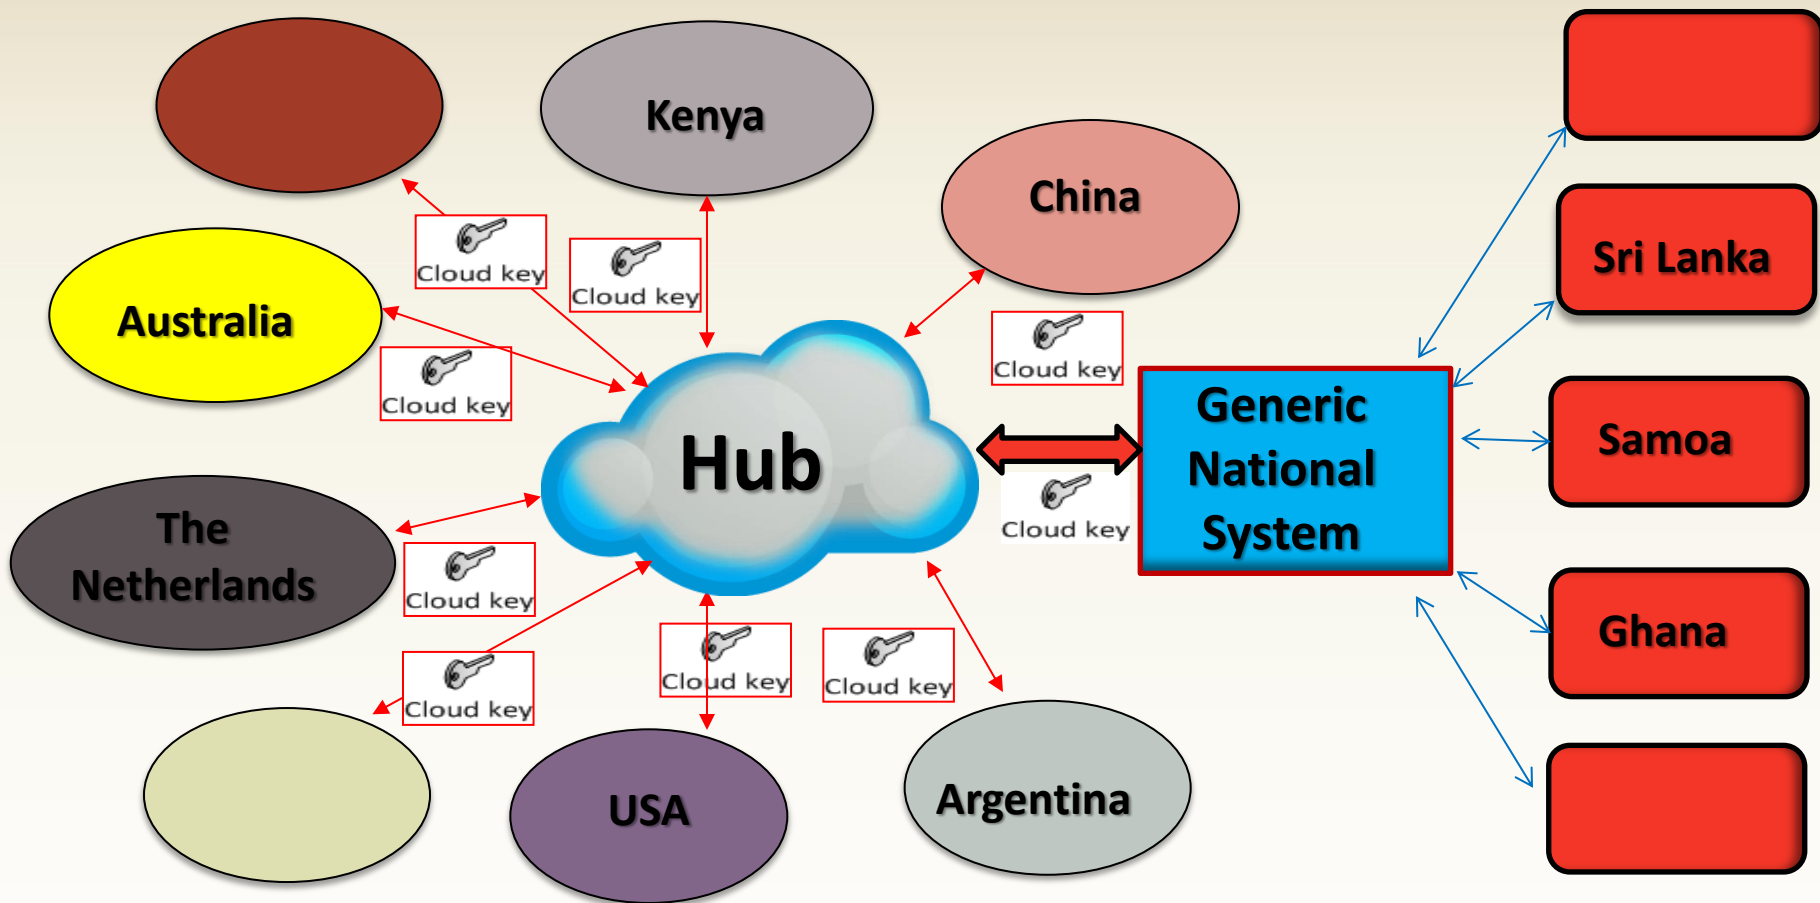 Kenya
China
Cloud key
Cloud key
Sri Lanka
Australia
Cloud key
Cloud key
Hub
Generic
National
System
Samoa
Cloud key
The
Netherlands
Cloud key
Ghana
Cloud key
Cloud key
Cloud key
USA
Argentina